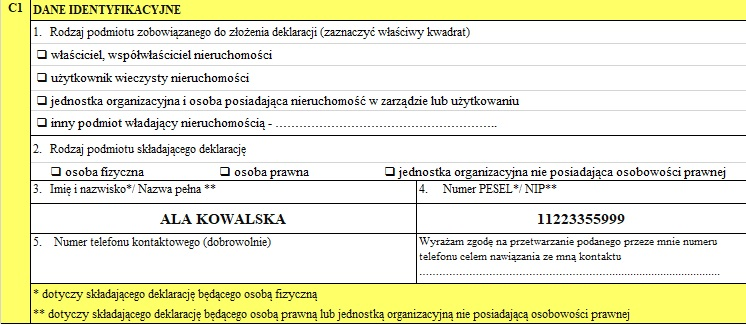 C1 DANE IDENTYFIKACYJNE
1. Rodzaj podmiotu zobowiązanego do złożenia deklaracji (zaznaczyć właściwy kwadrat)
❑ właściciel, współwłaściciel nieruchomości
❑ użytkownik wieczysty nieruchomości
❑ jednostka organizacyjna i osoba posiadająca nieruchomość w zarządzie lub użytkowaniu
❑ inny podmiot władający nieruchomością - ……………………………………………..
2. Rodzaj podmiotu składającego deklarację
❑ osoba fizyczna ❑ osoba prawna ❑ jednostka organizacyjna nie posiadająca osobowości prawnej
3. Imię i nazwisko*/ Nazwa pełna ** 4. Numer PESEL*/ NIP**
ALA KOWALSKA 11223355999
5. Numer telefonu kontaktowego (dobrowolnie) Wyrażam zgodę na przetwarzanie podanego przeze mnie numeru
telefonu celem nawiązania ze mną kontaktu
……………………………………………………………………………
* dotyczy składającego deklarację będącego osobą fizyczną
** dotyczy składającego deklarację będącego osobą prawną lub jednostką organizacyjną nie posiadającą osobowości prawnej